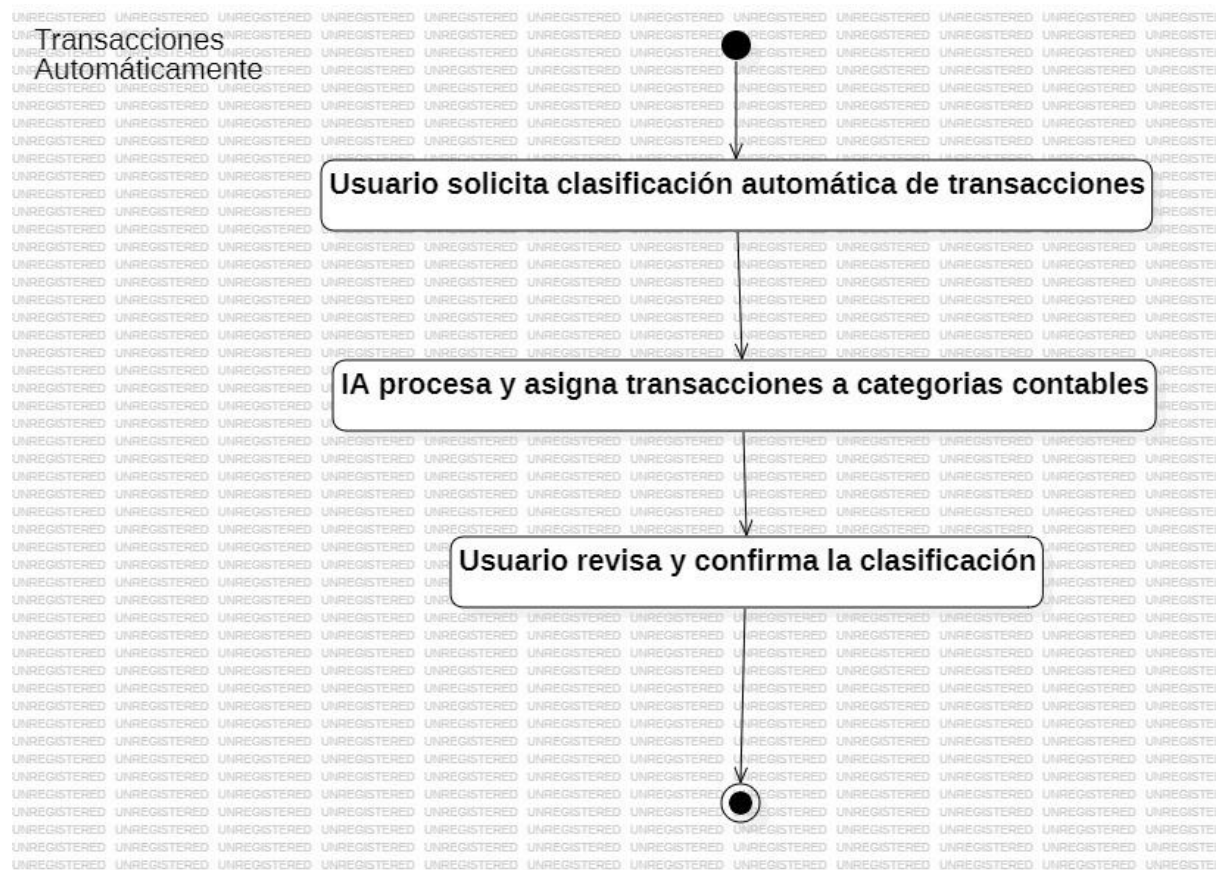 Transacciones
Automáticamente
Usuario solicita clasificación automática de transacciones
IA procesa y asigna transacciones a categorias contables
Usuario revisa y confirma la clasificación
UNREGISTERED